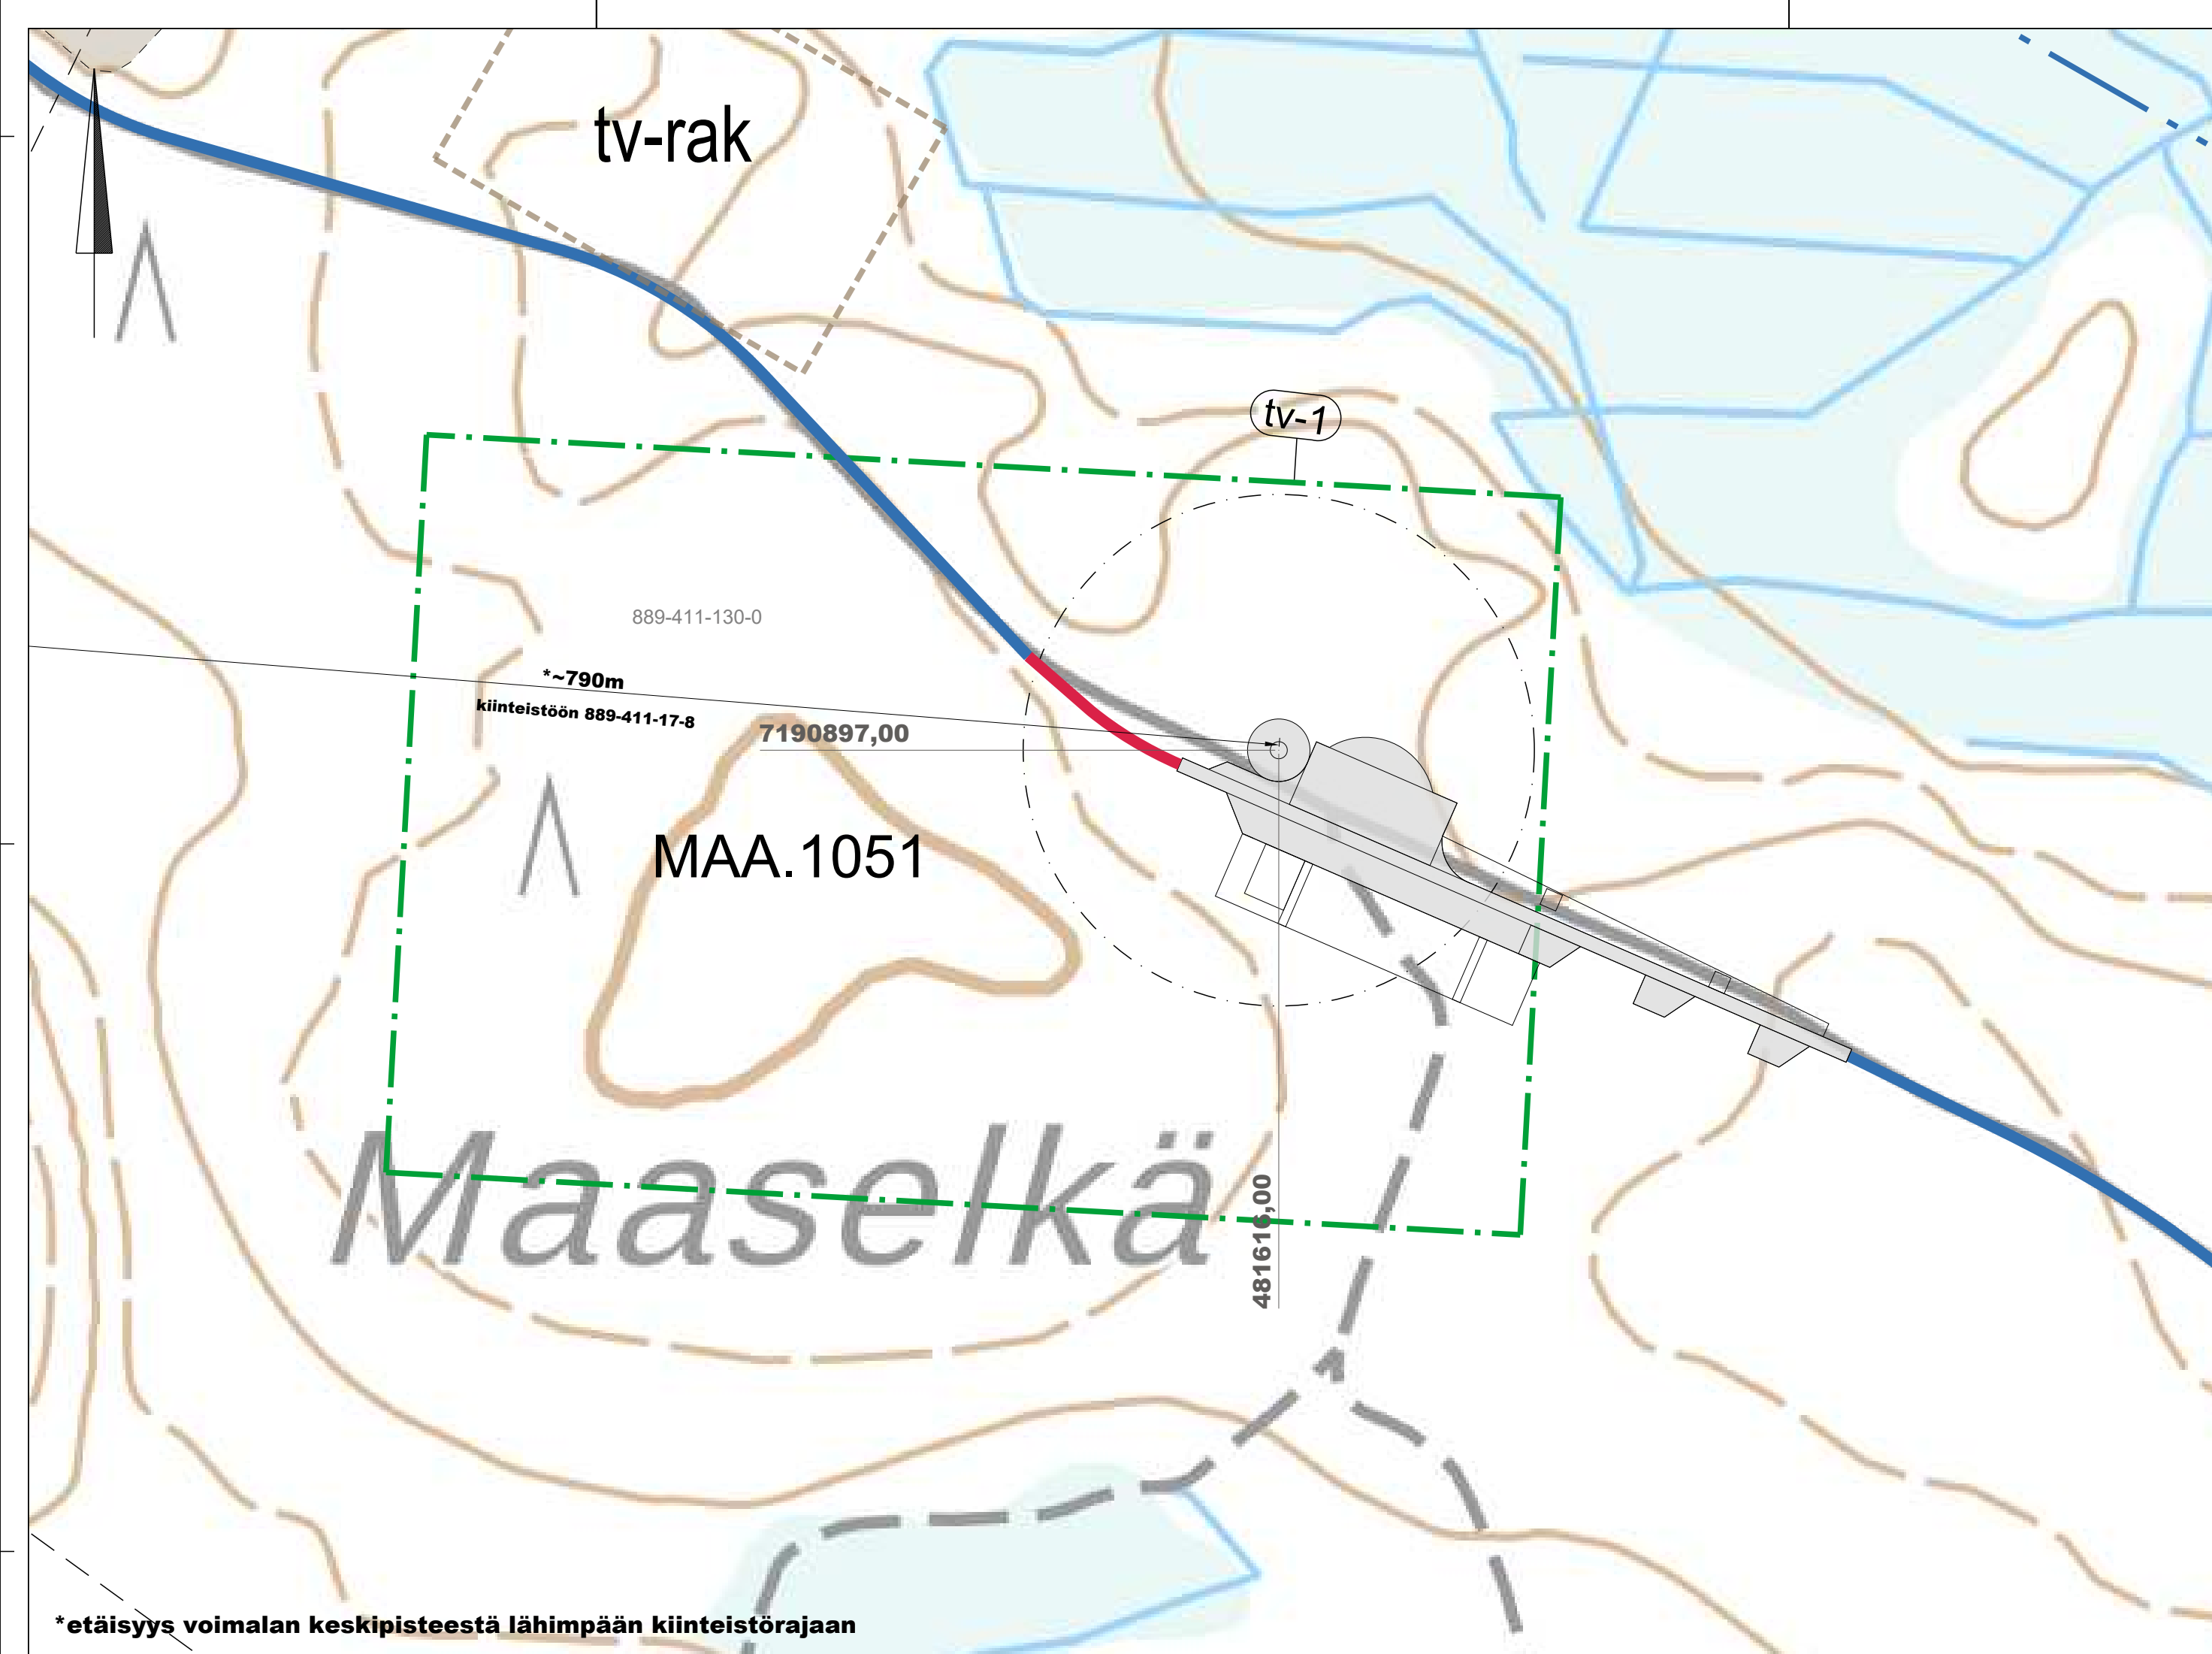 tv-rak
tv-1
889-411-130-0
*~790m
kiinteistöön 889-411-17-8
7190897,00
MAA.1051
Maaselkä
481616,00
*etäisyys voimalan keskipisteestä lähimpään kiinteistörajaan